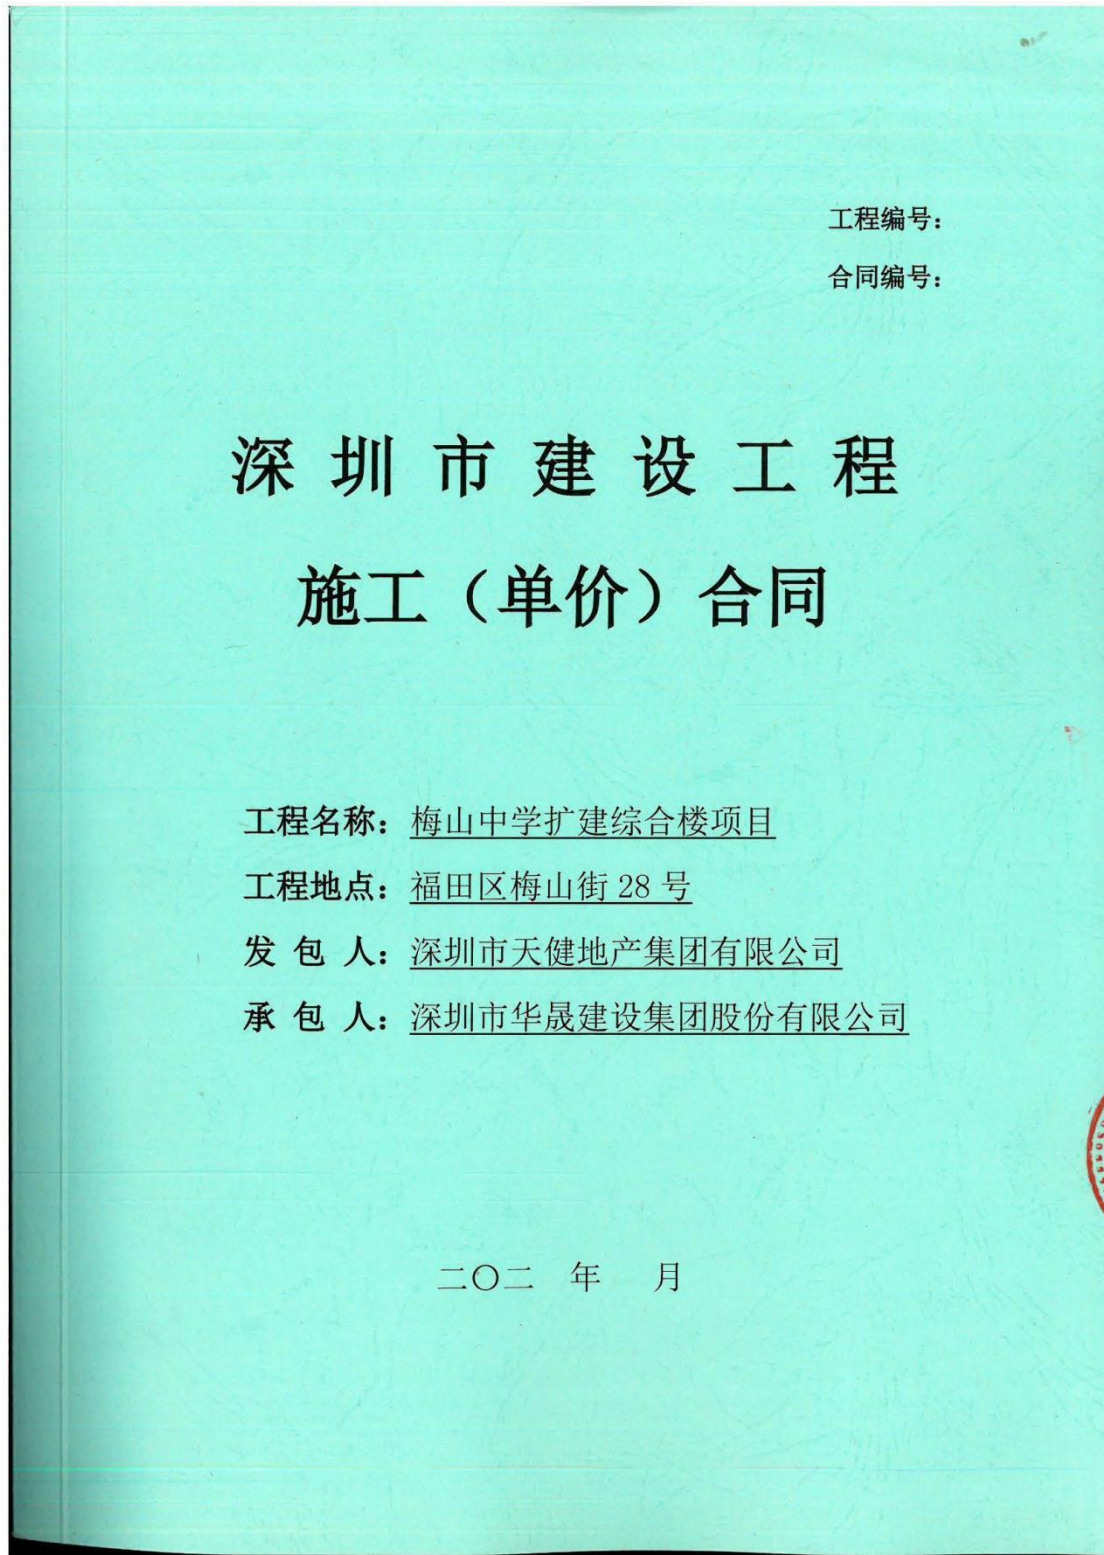 工程编号：
合同编号：
深圳市建设工程
施工（单价）合同
工程名称：梅山中学扩建综合楼项目
工程地点：福田区梅山街 28 号
发包人：深圳市天健地产集团有限公司
承包人：深圳市华晟建设集团股份有限公司
二〇二 年 月